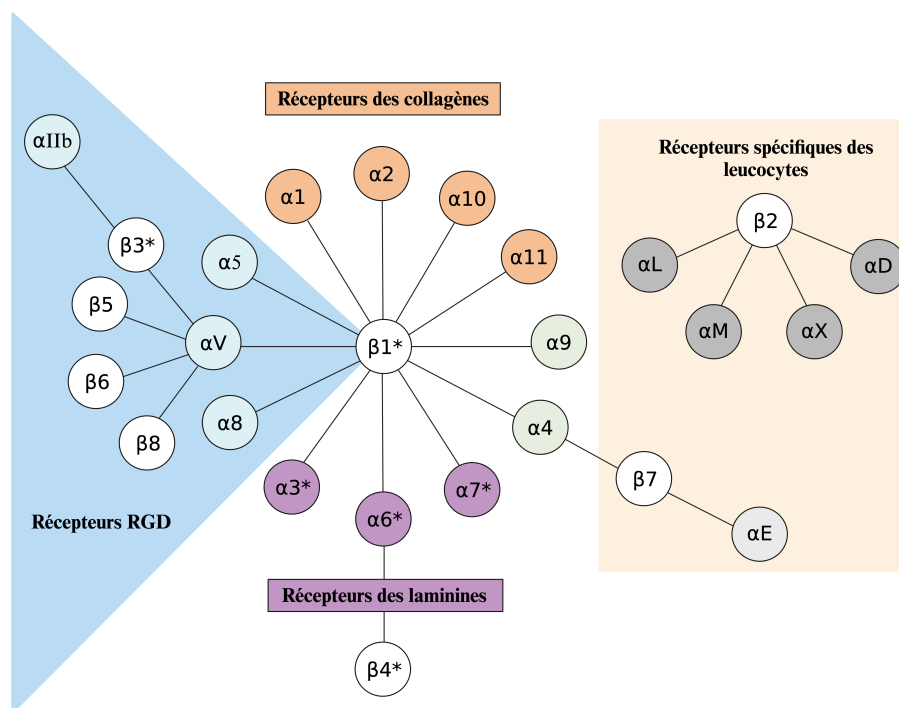 Récepteurs des collagènes
Récepteurs spécifiques des
leucocytes
αIIb
α1
α2
α10
α11
β3*
α5
β5
αV
β1*
α9
β6
α8
β8
α4
α3*
α6*
α7*
β2
αL
αD
αM
αX
β7
αE
Récepteurs RGD
Récepteurs des laminines
β4*